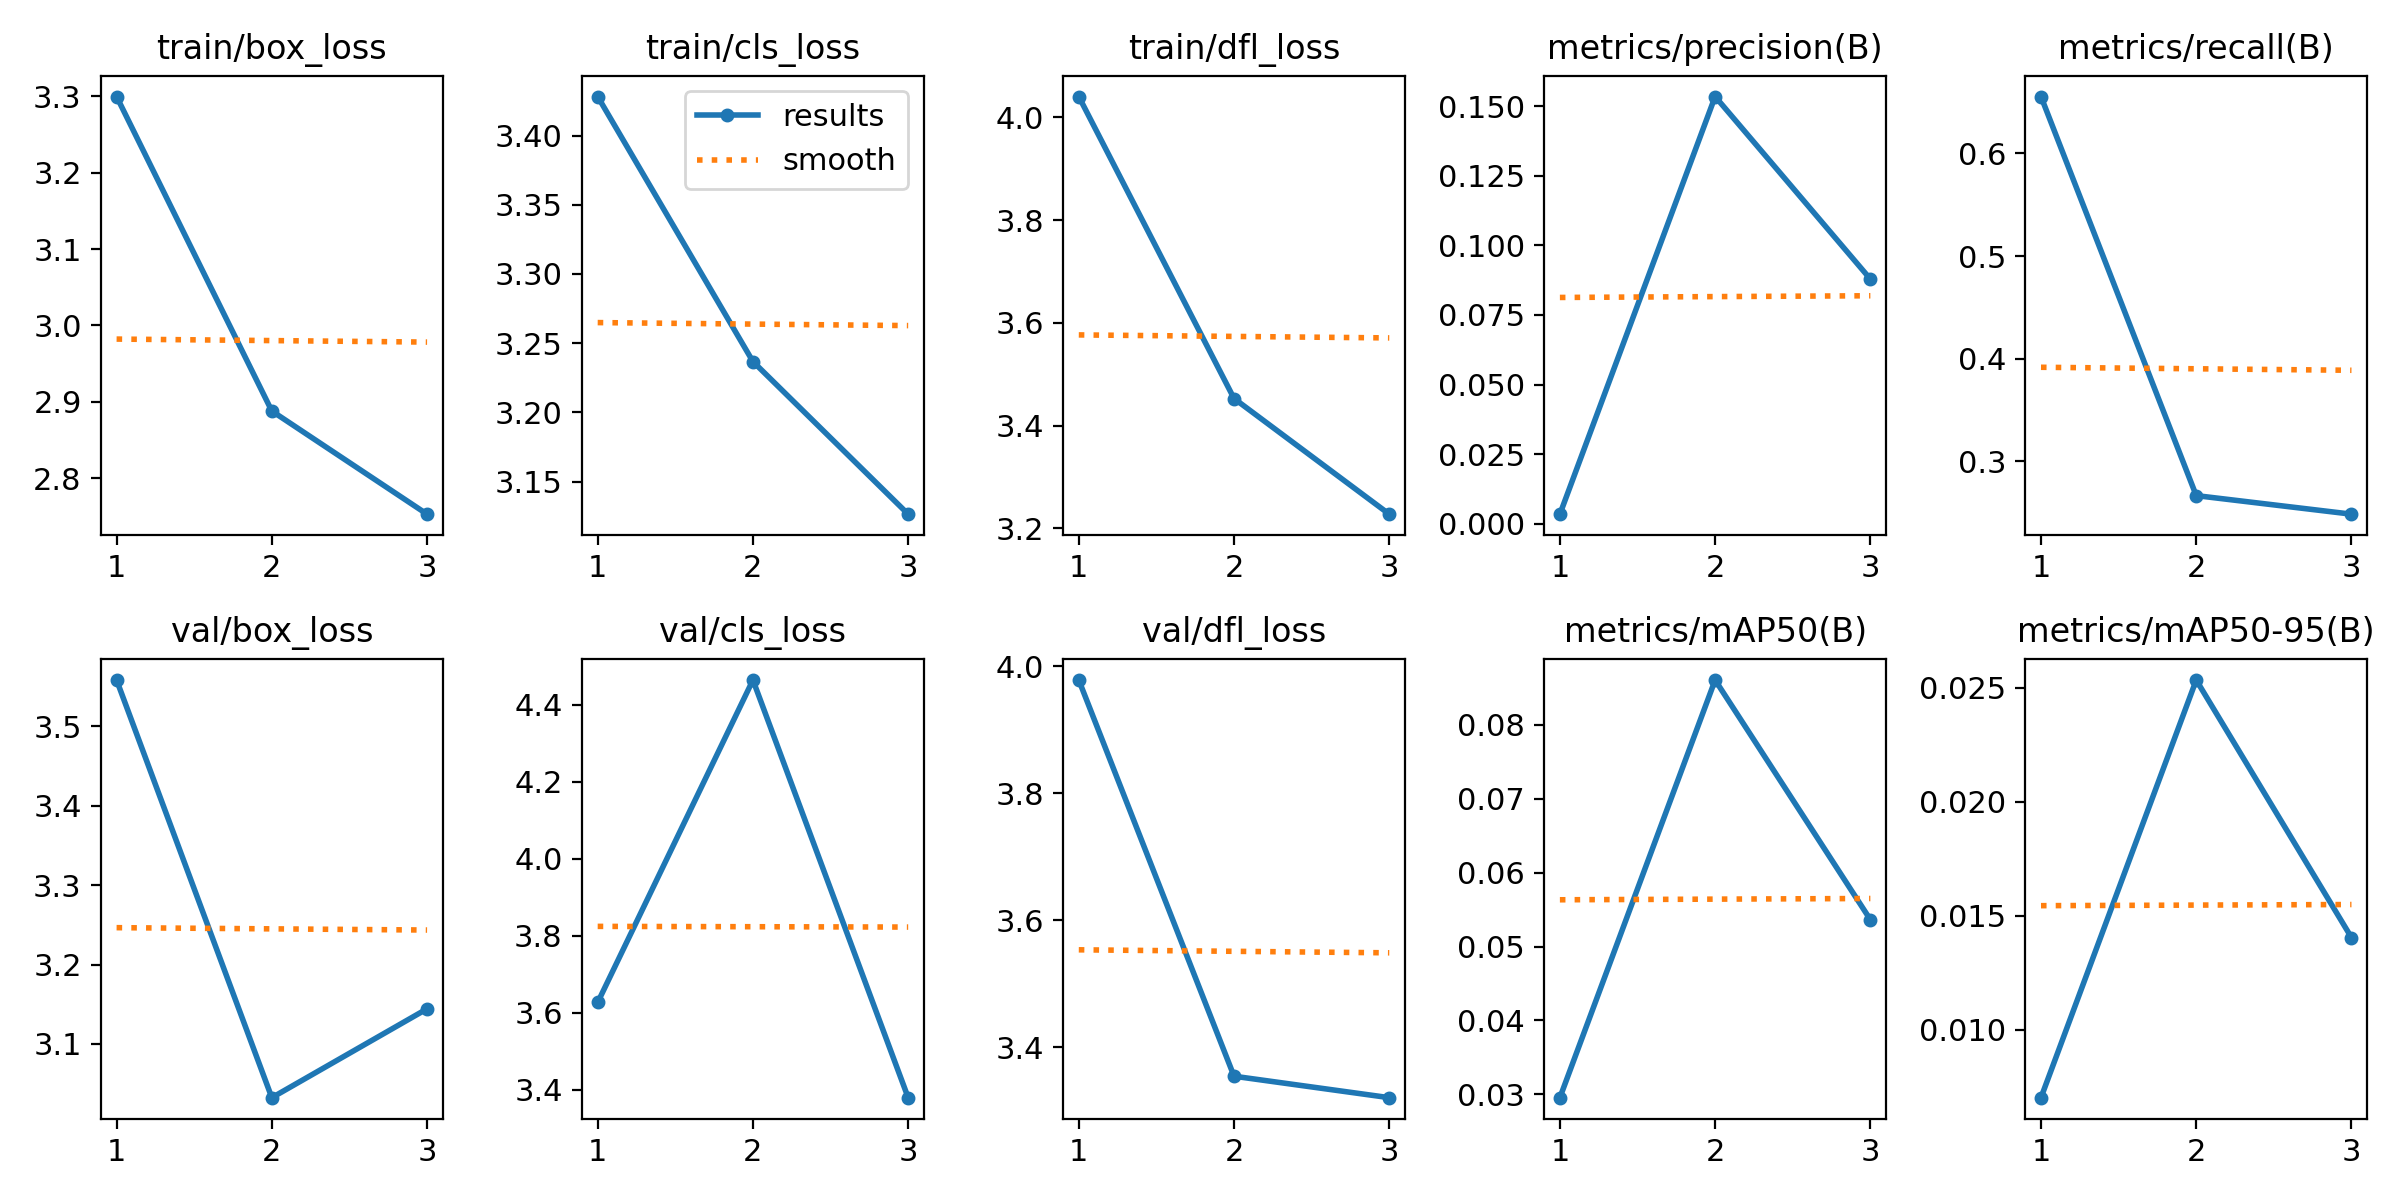 train/box_loss
3.3
3.2
3.1
3.0
2.9
2.8
1 2 3
train/cls_loss
results
smooth
3.40
3.35
3.30
3.25
3.20
3.15
1 2 3
train/dfl_loss
4.0
3.8
3.6
3.4
3.2
1 2 3
metrics/precision(B)
0.150
0.125
0.100
0.075
0.050
0.025
0.000
1 2 3
metrics/recall(B)
0.6
0.5
0.4
0.3
1 2 3
val/box_loss
3.5
3.4
3.3
3.2
3.1
1 2 3
val/cls_loss
4.4
4.2
4.0
3.8
3.6
3.4
1 2 3
val/dfl_loss
4.0
3.8
3.6
3.4
1 2 3
metrics/mAP50(B)
0.08
0.07
0.06
0.05
0.04
0.03
1 2 3
metrics/mAP50-95(B)
0.025
0.020
0.015
0.010
1 2 3